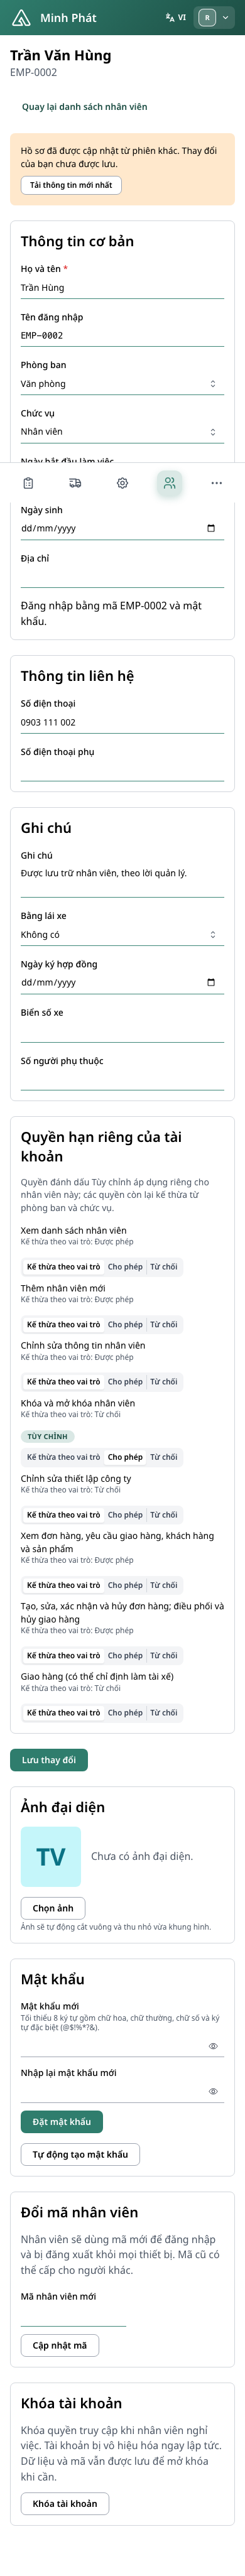 Minh Phát
VI
R
Trần Văn Hùng
EMP-0002
Quay lại danh sách nhân viên
Hồ sơ đã được cập nhật từ phiên khác. Thay đổi
của bạn chưa được lưu.
Tải thông tin mới nhất
Thông tin cơ bản
Họ và tên *
Trần Hùng
Tên đăng nhập
EMP-0002
Phòng ban
Văn phòng
Chức vụ
Nhân viên
Ngày bắt đầu làm việc
Ngày sinh
dd/mm/yyyy
Địa chỉ
Đăng nhập bằng mã EMP-0002 và mật
khẩu.
Thông tin liên hệ
Số điện thoại
0903 111 002
Số điện thoại phụ
Ghi chú
Ghi chú
Được lưu trữ nhân viên, theo lời quản lý.
Bằng lái xe
Không có
Ngày ký hợp đồng
dd/mm/yyyy
Biển số xe
Số người phụ thuộc
Quyền hạn riêng của tài
khoản
Quyền đánh dấu Tùy chỉnh áp dụng riêng cho
nhân viên này; các quyền còn lại kế thừa từ
phòng ban và chức vụ.
Xem danh sách nhân viên
Kế thừa theo vai trò: Được phép
Kế thừa theo vai trò Cho phép Từ chối
Thêm nhân viên mới
Kế thừa theo vai trò: Được phép
Kế thừa theo vai trò Cho phép Từ chối
Chỉnh sửa thông tin nhân viên
Kế thừa theo vai trò: Được phép
Kế thừa theo vai trò Cho phép Từ chối
Khóa và mở khóa nhân viên
Kế thừa theo vai trò: Từ chối
TÙY CHỈNH
Kế thừa theo vai trò Cho phép Từ chối
Chỉnh sửa thiết lập công ty
Kế thừa theo vai trò: Từ chối
Kế thừa theo vai trò Cho phép Từ chối
Xem đơn hàng, yêu cầu giao hàng, khách hàng
và sản phẩm
Kế thừa theo vai trò: Được phép
Kế thừa theo vai trò Cho phép Từ chối
Tạo, sửa, xác nhận và hủy đơn hàng; điều phối và
hủy giao hàng
Kế thừa theo vai trò: Được phép
Kế thừa theo vai trò Cho phép Từ chối
Giao hàng (có thể chỉ định làm tài xế)
Kế thừa theo vai trò: Từ chối
Kế thừa theo vai trò Cho phép Từ chối
Lưu thay đổi
Ảnh đại diện
TV
Chưa có ảnh đại diện.
Chọn ảnh
Ảnh sẽ tự động cắt vuông và thu nhỏ vừa khung hình.
Mật khẩu
Mật khẩu mới
Tối thiểu 8 ký tự gồm chữ hoa, chữ thường, chữ số và ký
tự đặc biệt (@$!%*?&).
Nhập lại mật khẩu mới
Đặt mật khẩu
Tự động tạo mật khẩu
Đổi mã nhân viên
Nhân viên sẽ dùng mã mới để đăng nhập
và bị đăng xuất khỏi mọi thiết bị. Mã cũ có
thể cấp cho người khác.
Mã nhân viên mới
Cập nhật mã
Khóa tài khoản
Khóa quyền truy cập khi nhân viên nghỉ
việc. Tài khoản bị vô hiệu hóa ngay lập tức.
Dữ liệu và mã vẫn được lưu để mở khóa
khi cần.
Khóa tài khoản